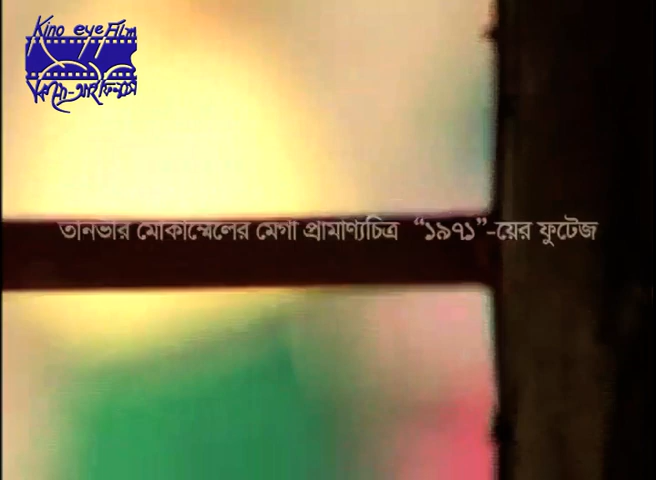 Kino eye Film
কিনো-আই ফিল্মস
তানভীর মোকাম্মেলের মেগা প্রামাণ্যচিত্র “১৯৭১”-য়ের ফুটেজ